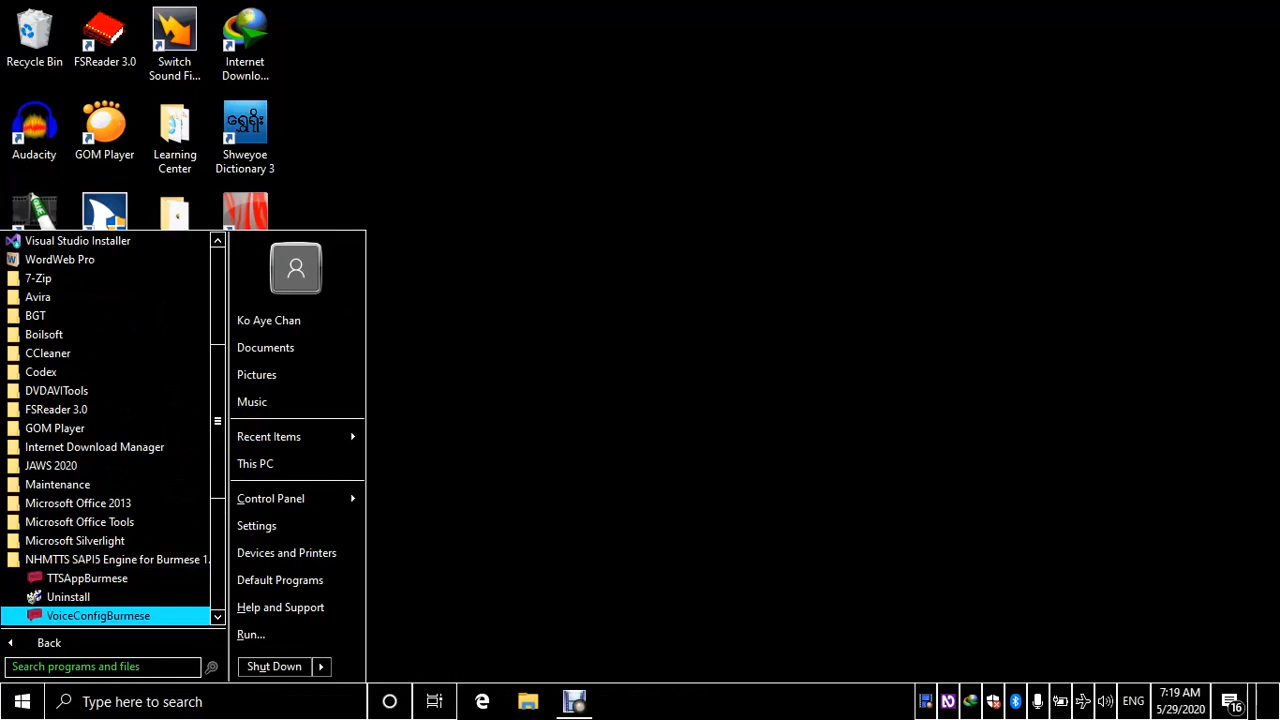 Recycle Bin
FSReader 3.0
Switch
Sound Fi...
Internet
Downlo...
Audacity
GOM Player
Learning
Center
ရွှေရိုး
Shweyoe
Dictionary 3
Visual Studio Installer
WordWeb Pro
7-Zip
Avira
BGT
Boilsoft
CCleaner
Codex
DVDAVITools
FSReader 3.0
GOM Player
Internet Download Manager
JAWS 2020
Maintenance
Microsoft Office 2013
Microsoft Office Tools
Microsoft Silverlight
NHMTTS SAPI5 Engine for Burmese 1.
TTSAppBurmese
Uninstall
VoiceConfigBurmese
Back
Search programs and files
Ko Aye Chan
Documents
Pictures
Music
Recent Items
This PC
Control Panel
Settings
Devices and Printers
Default Programs
Help and Support
Run...
Shut Down
Type here to search
ENG
7:19 AM
5/29/2020
16